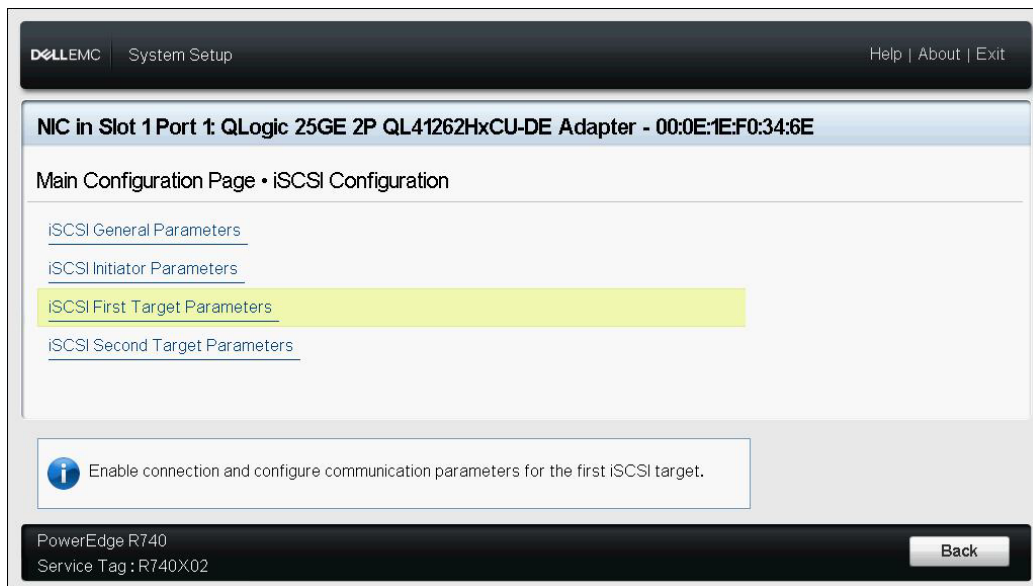 DELLEMC System Setup Help | About | Exit
NIC in Slot 1 Port 1: QLogic 25GE 2P QL41262HxCU-DE Adapter - 00:0E:1E:F0:34:6E
Main Configuration Page • iSCSI Configuration
iSCSI General Parameters
iSCSI Initiator Parameters
iSCSI First Target Parameters
iSCSI Second Target Parameters
Enable connection and configure communication parameters for the first iSCSI target.
PowerEdge R740
Service Tag : R740X02
Back